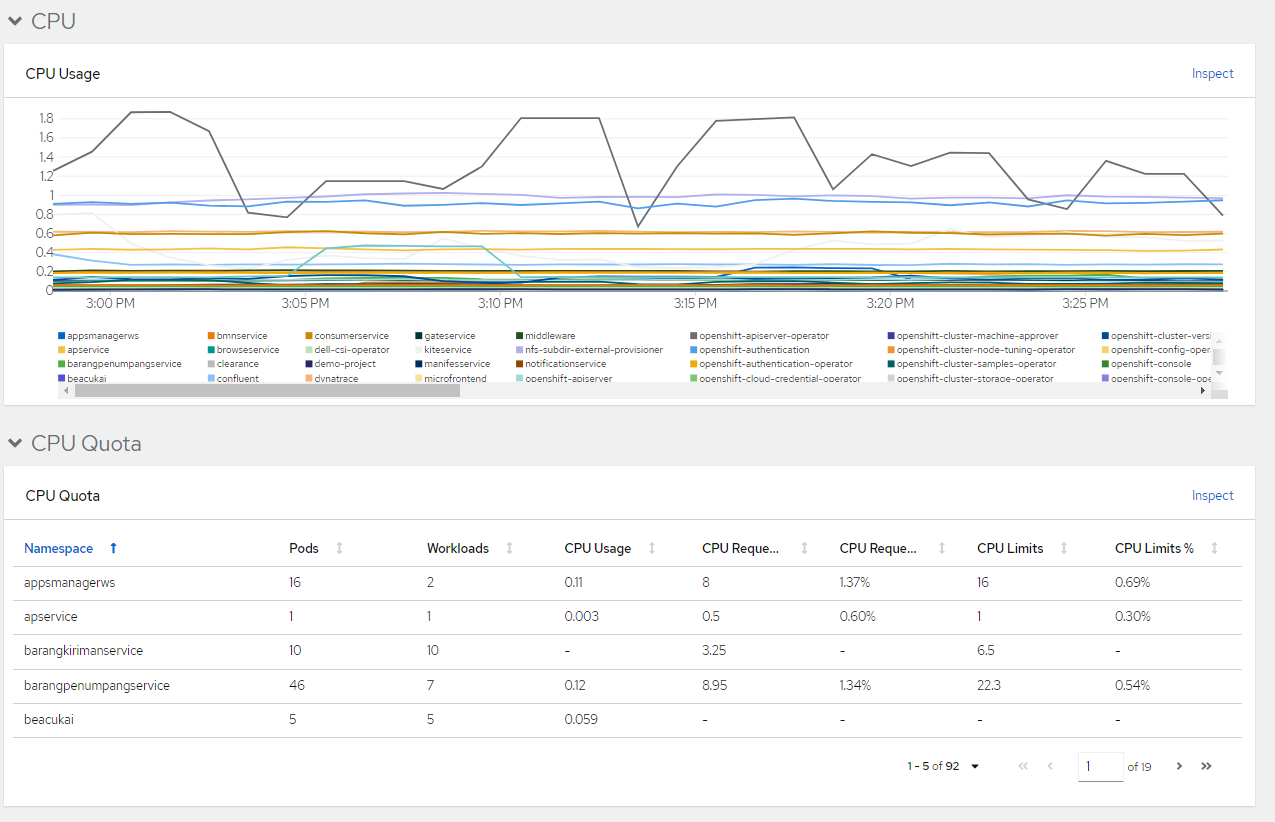 CPU
CPU Usage Inspect
1.8
1.6
1.4
1.2
1
0.8
0.6
0.4
0.2
0
3:00 PM 3:05 PM 3:10 PM 3:15 PM 3:20 PM 3:25 PM
appsmanagerws bmnservice consumerservice gateservice middleware openshift-apiserver-operator openshift-cluster-machine-approver openshift-cluster-versi
apservice browseservice dell-csi-operator kiteservice nfs-subdir-external-provisioner openshift-authentication openshift-cluster-node-tuning-operator openshift-config-oper
barangpenumpangservice clearance demo-project manifesservice notificationservice openshift-authentication-operator openshift-cluster-samples-operator openshift-console
beacukai confluent dynatrace microfrontend openshift-apiserver openshift-cloud-credential-operator openshift-cluster-storage-operator openshift-console-ope
CPU Quota
CPU Quota Inspect
Namespace Pods Workloads CPU Usage CPU Reque... CPU Reque... CPU Limits CPU Limits %
appsmanagerws 16 2 0.11 8 1.37% 16 0.69%
apservice 1 1 0.003 0.5 0.60% 1 0.30%
barangkirimanservice 10 10 - 3.25 - 6.5 -
barangpenumpangservice 46 7 0.12 8.95 1.34% 22.3 0.54%
beacukai 5 5 0.059 - - - -
1 - 5 of 92 1 of 19